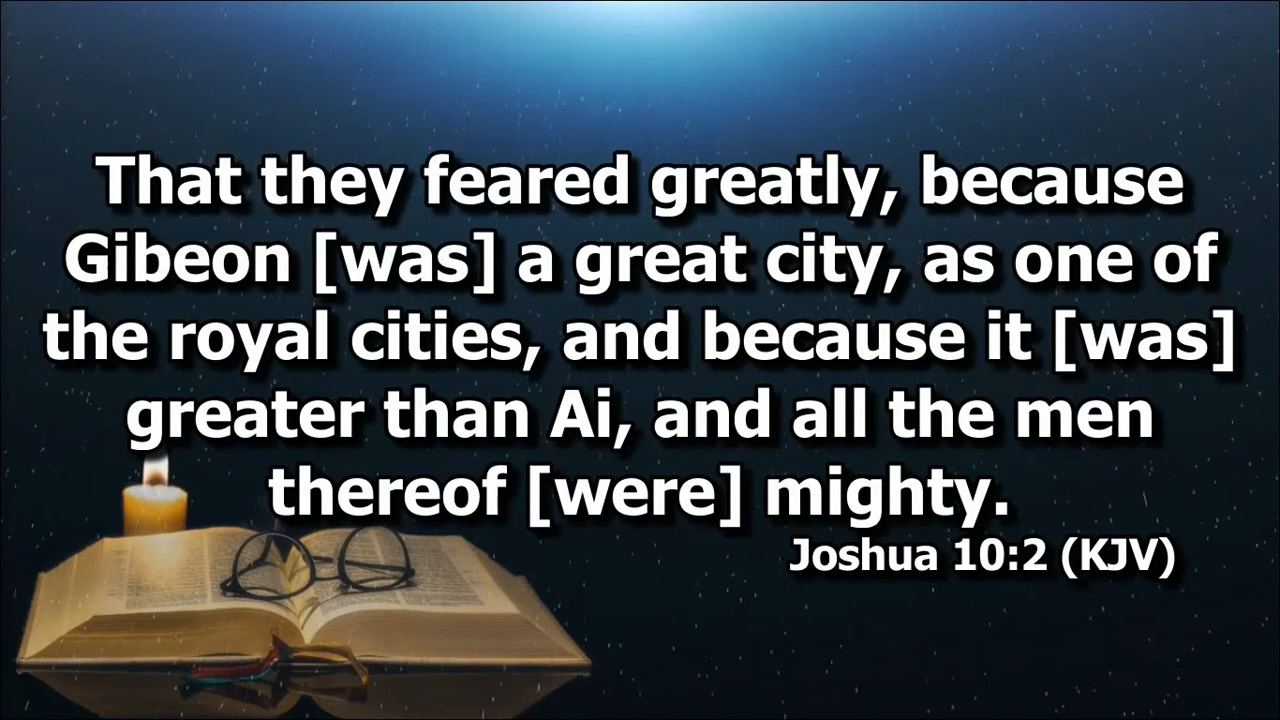 That they feared greatly, because
Gibeon [was] a great city, as one of
the royal cities, and because it [was]
greater than Ai, and all the men
thereof [were] mighty.
Joshua 10:2 (KJV)